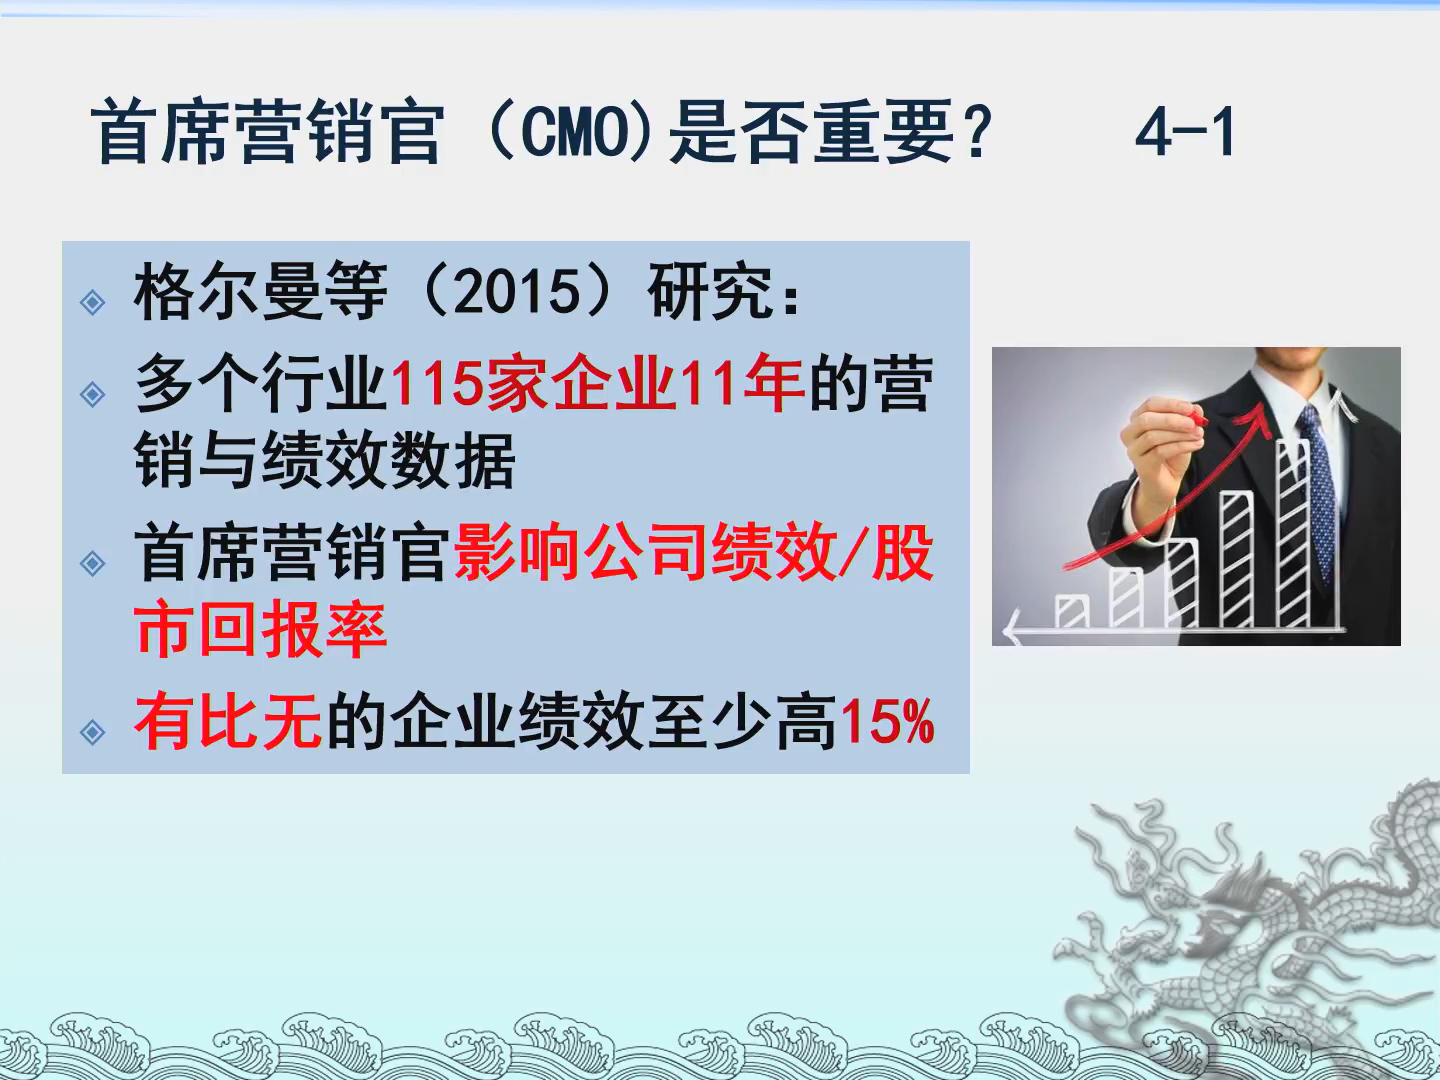 首席营销官（CMO)是否重要? 4-1
格尔曼等（2015）研究：
多个行业115家企业11年的营
销与绩效数据
首席营销官影响公司绩效/股
市回报率
有比无的企业绩效至少高15%